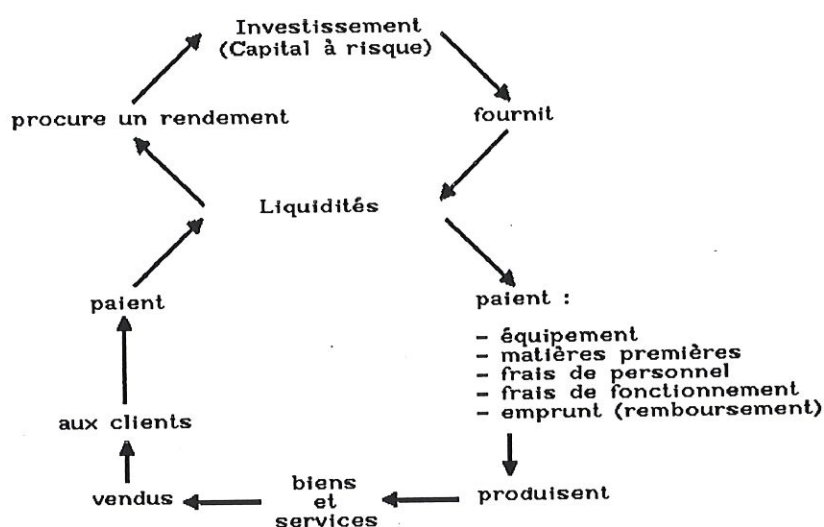 Investissement
(Capital à risque)
procure un rendement
fournit
Liquidités
paient
paient :
- équipement
- matières premières
- frais de personnel
- frais de fonctionnement
- emprunt (remboursement)
aux clients
vendus
biens
et
services
produisent